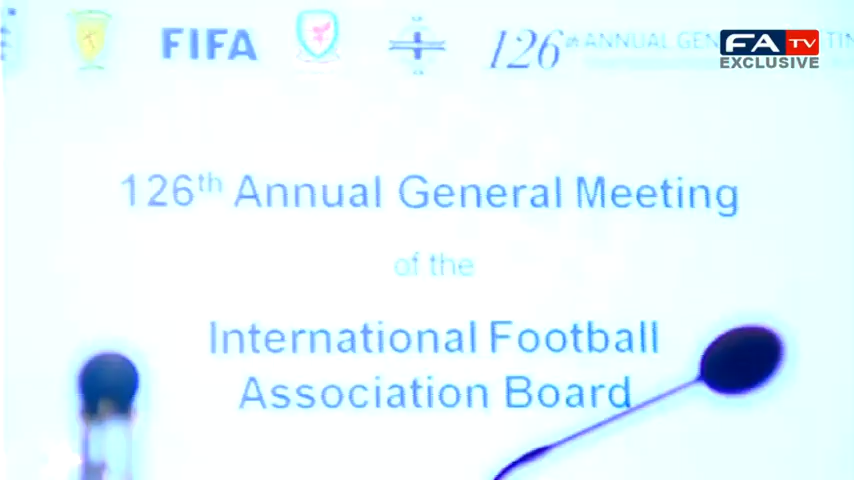 FIFA 126th ANNUAL GEN
FA TV
EXCLUSIVE
126th Annual General Meeting
of the
International Football
Association Board